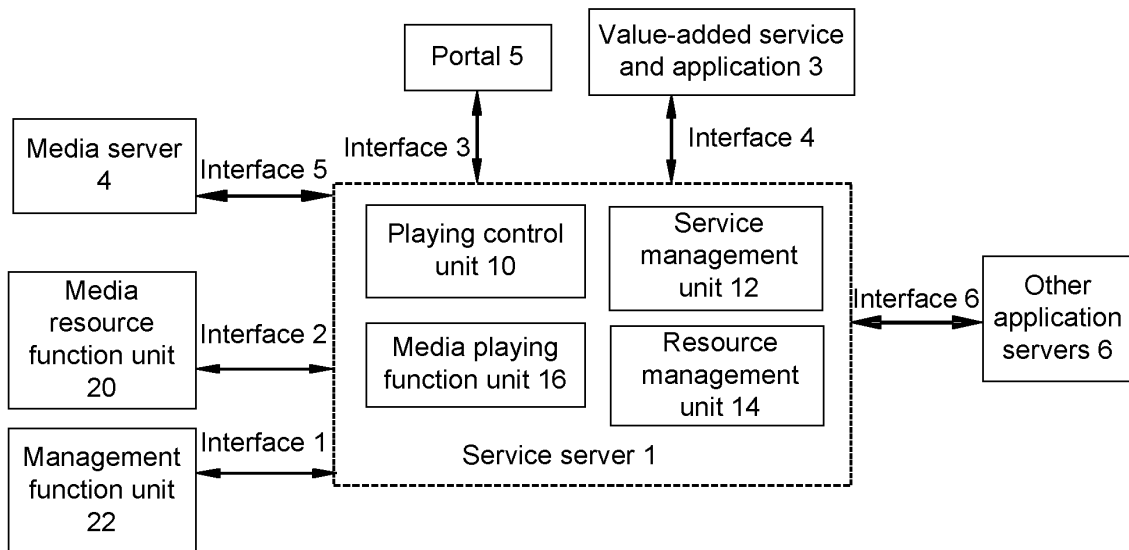 Portal 5
Value-added service
and application 3
Interface 3
Interface 4
Media server
4
Interface 5
Playing control
unit 10
Service
management
unit 12
Media
resource
function unit
20
Interface 2
Media playing
function unit 16
Resource
management
unit 14
Interface 6
Other
application
servers 6
Management
function unit
22
Interface 1
Service server 1